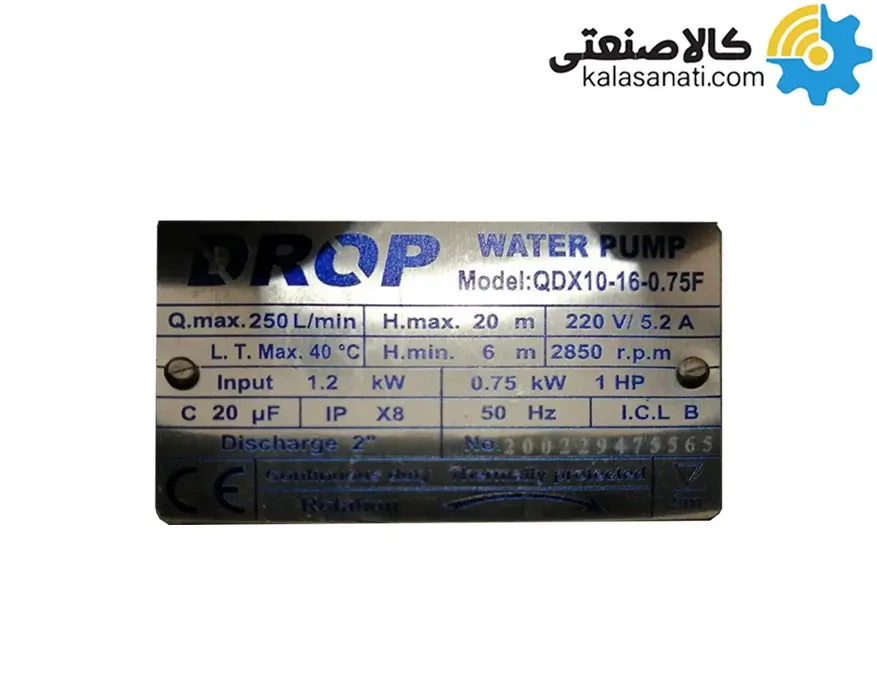 کالاصنعتی
kalasanati.com
DROP WATER PUMP
Model:QDX10-16-0.75F
Q.max.250 L/min H.max. 20 m 220 V/ 5.2 A
L. T. Max. 40 °C H.min. 6 m 2850 r.p.m
Input 1.2 kW 0.75 kW 1 HP
C 20 µF IP X8 50 Hz I.C.L B
Discharge 2" No. 200229475565
CE Continuous duty Thermally protected
Rotation 5m